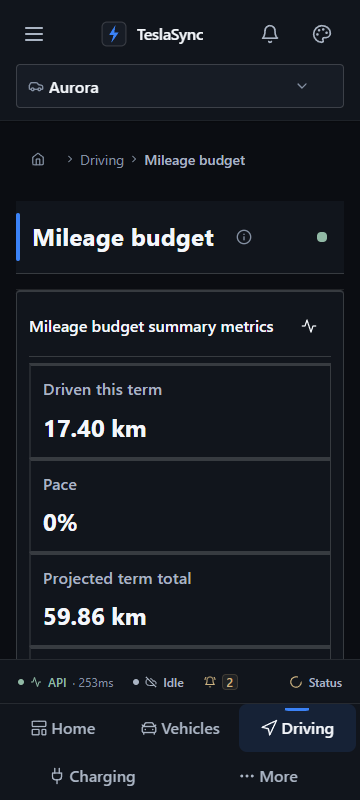 TeslaSync
Aurora
Driving Mileage budget
Mileage budget
Mileage budget summary metrics
Driven this term
17.40 km
Pace
0%
Projected term total
59.86 km
API · 253ms Idle 2 Status
Home Vehicles Driving
Charging More